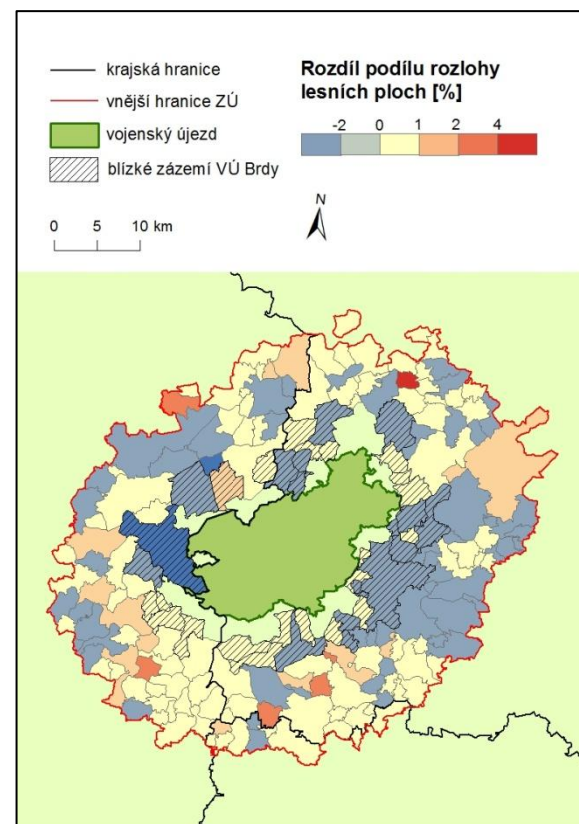 krajská hranice
vnější hranice ZÚ
vojenský újezd
blízké zázemí VÚ Brdy
Rozdíl podílu rozlohy
lesních ploch [%]
-2 0 1 2 4
0 5 10 km
N